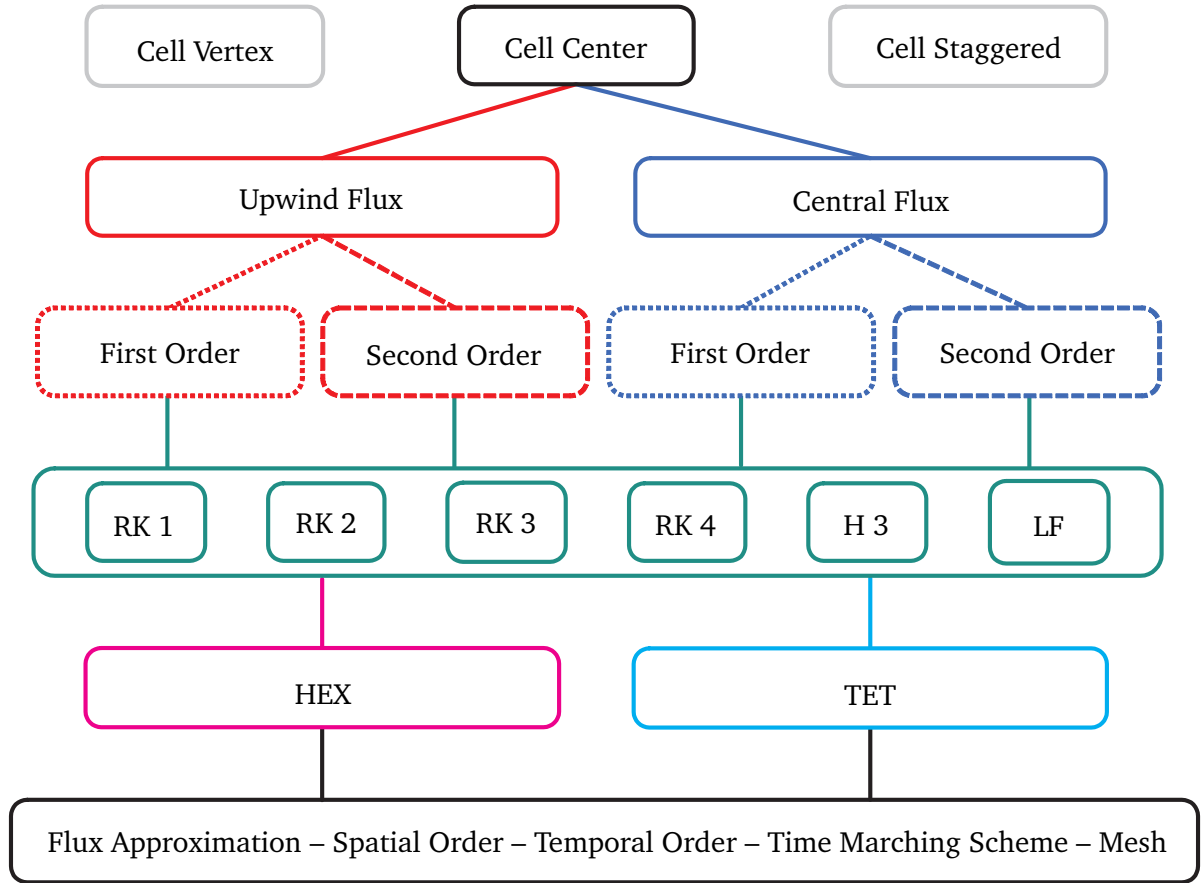 Cell Vertex
Cell Center
Cell Staggered
Upwind Flux
Central Flux
First Order
Second Order
First Order
Second Order
RK 1
RK 2
RK 3
RK 4
H 3
LF
HEX
TET
Flux Approximation – Spatial Order – Temporal Order – Time Marching Scheme – Mesh